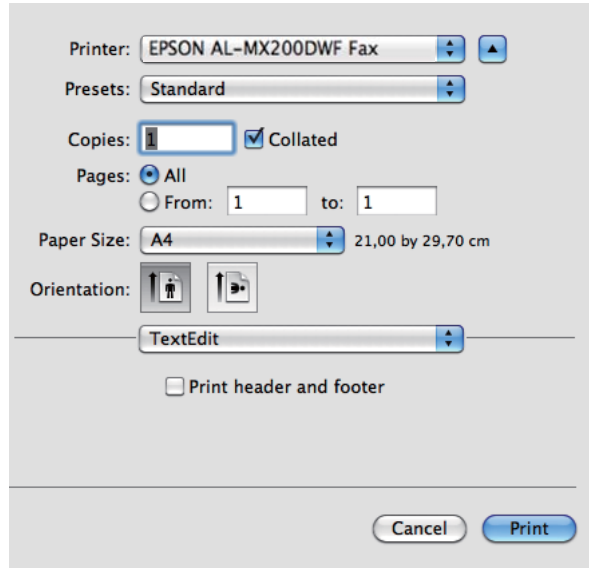 Printer: EPSON AL-MX200DWF Fax
Presets: Standard
Copies: 1 Collated
Pages: All
From: 1 to: 1
Paper Size: A4 21,00 by 29,70 cm
Orientation:
TextEdit
Print header and footer
Cancel Print